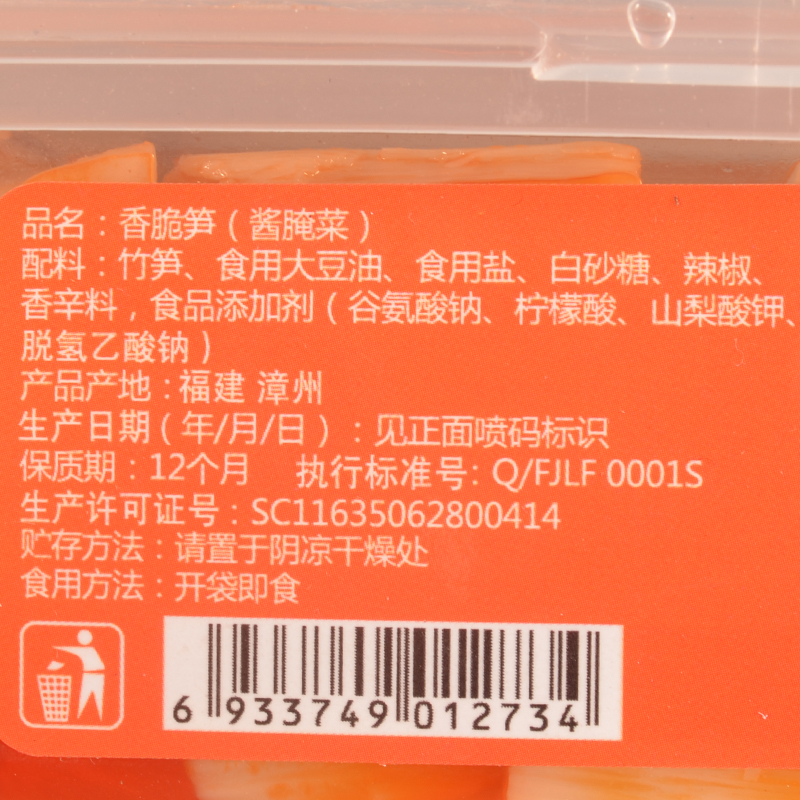 品名：香脆笋（酱腌菜）
配料：竹笋、食用大豆油、食用盐、白砂糖、辣椒、
香辛料，食品添加剂（谷氨酸钠、柠檬酸、山梨酸钾、
脱氢乙酸钠）
产品产地：福建 漳州
生产日期（年/月/日）：见正面喷码标识
保质期：12个月 执行标准号：Q/FJLF 0001S
生产许可证号：SC11635062800414
贮存方法：请置于阴凉干燥处
食用方法：开袋即食
6 933749 012734